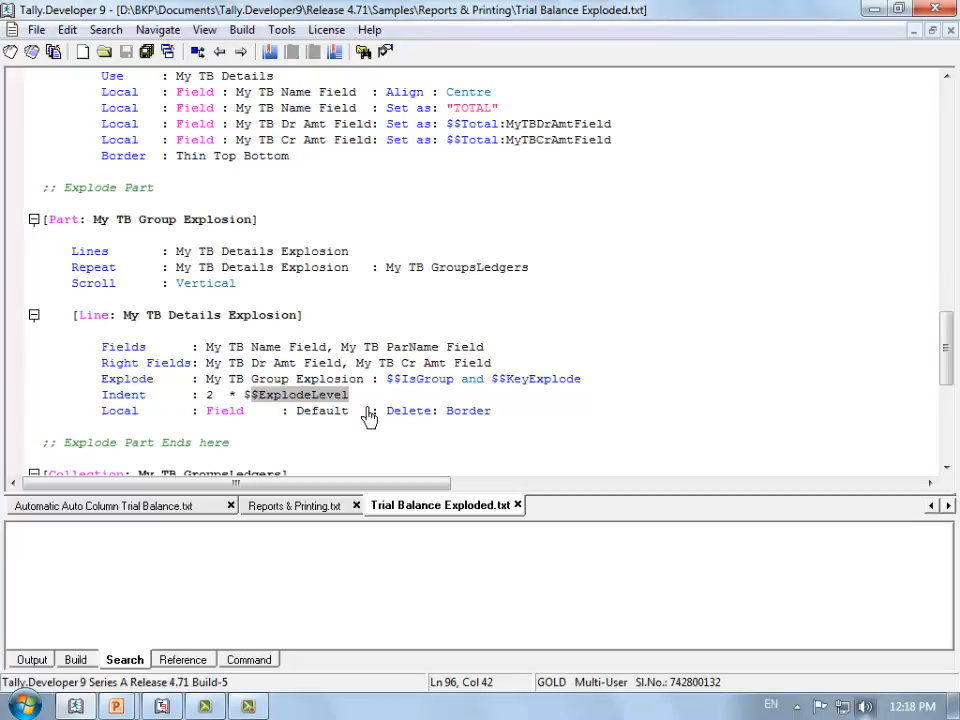 Tally.Developer 9 - [D:\BKP\Documents\Tally.Developer9\Release 4.71\Samples\Reports & Printing\Trial Balance Exploded.txt]
File Edit Search Navigate View Build Tools License Help
Use : My TB Details
Local : Field : My TB Name Field : Align : Centre
Local : Field : My TB Name Field : Set as: "TOTAL"
Local : Field : My TB Dr Amt Field: Set as: $$Total:MyTBDrAmtField
Local : Field : My TB Cr Amt Field: Set as: $$Total:MyTBCrAmtField
Border : Thin Top Bottom
;; Explode Part
[Part: My TB Group Explosion]
Lines : My TB Details Explosion
Repeat : My TB Details Explosion : My TB GroupsLedgers
Scroll : Vertical
[Line: My TB Details Explosion]
Fields : My TB Name Field, My TB ParName Field
Right Fields: My TB Dr Amt Field, My TB Cr Amt Field
Explode : My TB Group Explosion : $$IsGroup and $$KeyExplode
Indent : 2 * $$ExplodeLevel
Local : Field : Default : Delete: Border
;; Explode Part Ends here
[Collection: My TB GroupsLedgers]
Automatic Auto Column Trial Balance.txt Reports & Printing.txt Trial Balance Exploded.txt
Output Build Search Reference Command
Tally.Developer 9 Series A Release 4.71 Build-5 Ln 96, Col 42 GOLD Multi-User Sl.No.: 742800132
EN 12:18 PM